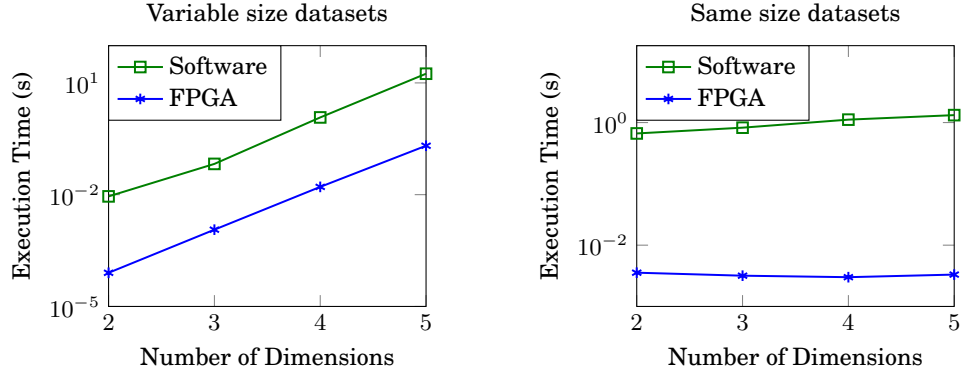 Variable size datasets
Execution Time (s)
10^1
10^-2
10^-5
Software
FPGA
2 3 4 5
Number of Dimensions
Same size datasets
Execution Time (s)
10^0
10^-2
Software
FPGA
2 3 4 5
Number of Dimensions